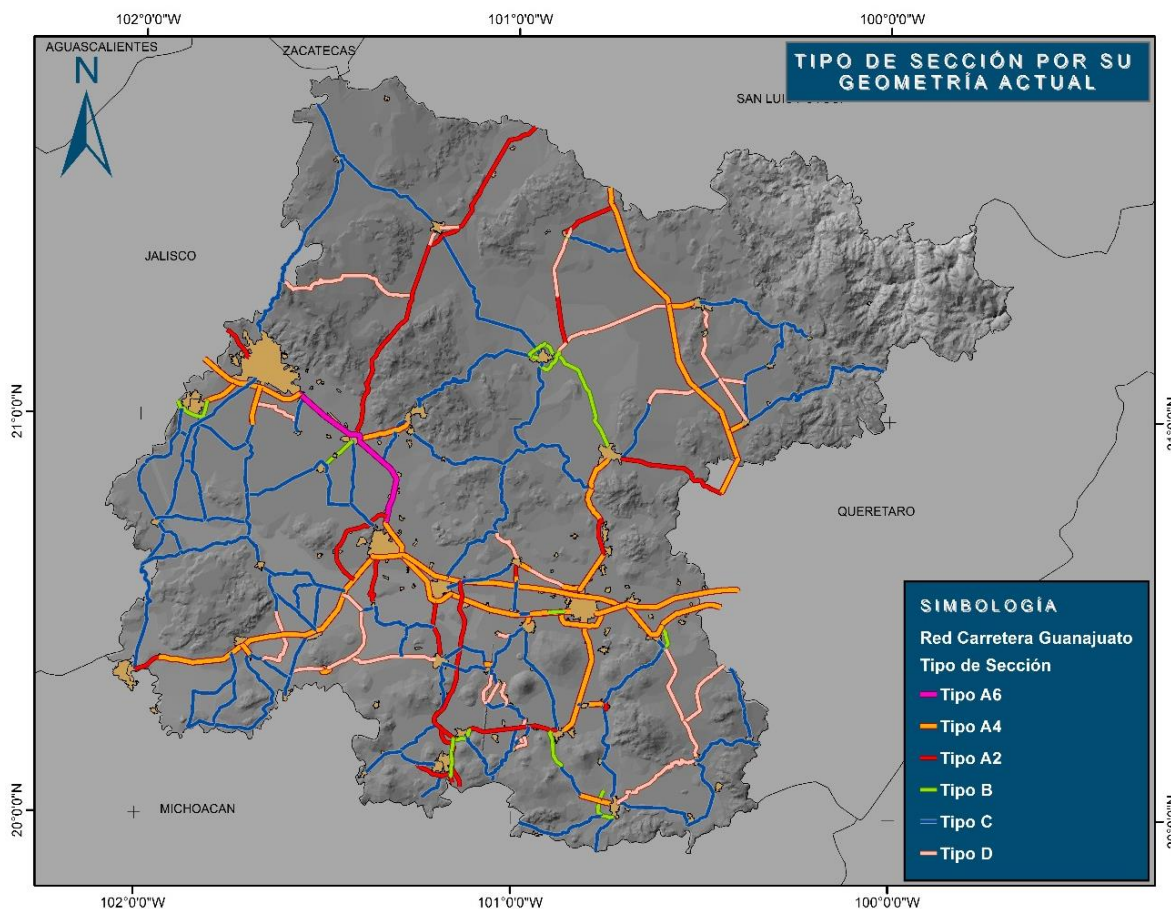 102°0'0"W
101°0'0"W
100°0'0"W
AGUASCALIENTES
ZACATECAS
N
TIPO DE SECCIÓN POR SU
GEOMETRÍA ACTUAL
SAN LUIS
JALISCO
21°0'0"N
QUERETARO
SIMBOLOGÍA
Red Carretera Guanajuato
Tipo de Sección
Tipo A6
Tipo A4
Tipo A2
Tipo B
Tipo C
Tipo D
20°0'0"N
MICHOACAN
102°0'0"W
101°0'0"W
100°0'0"W